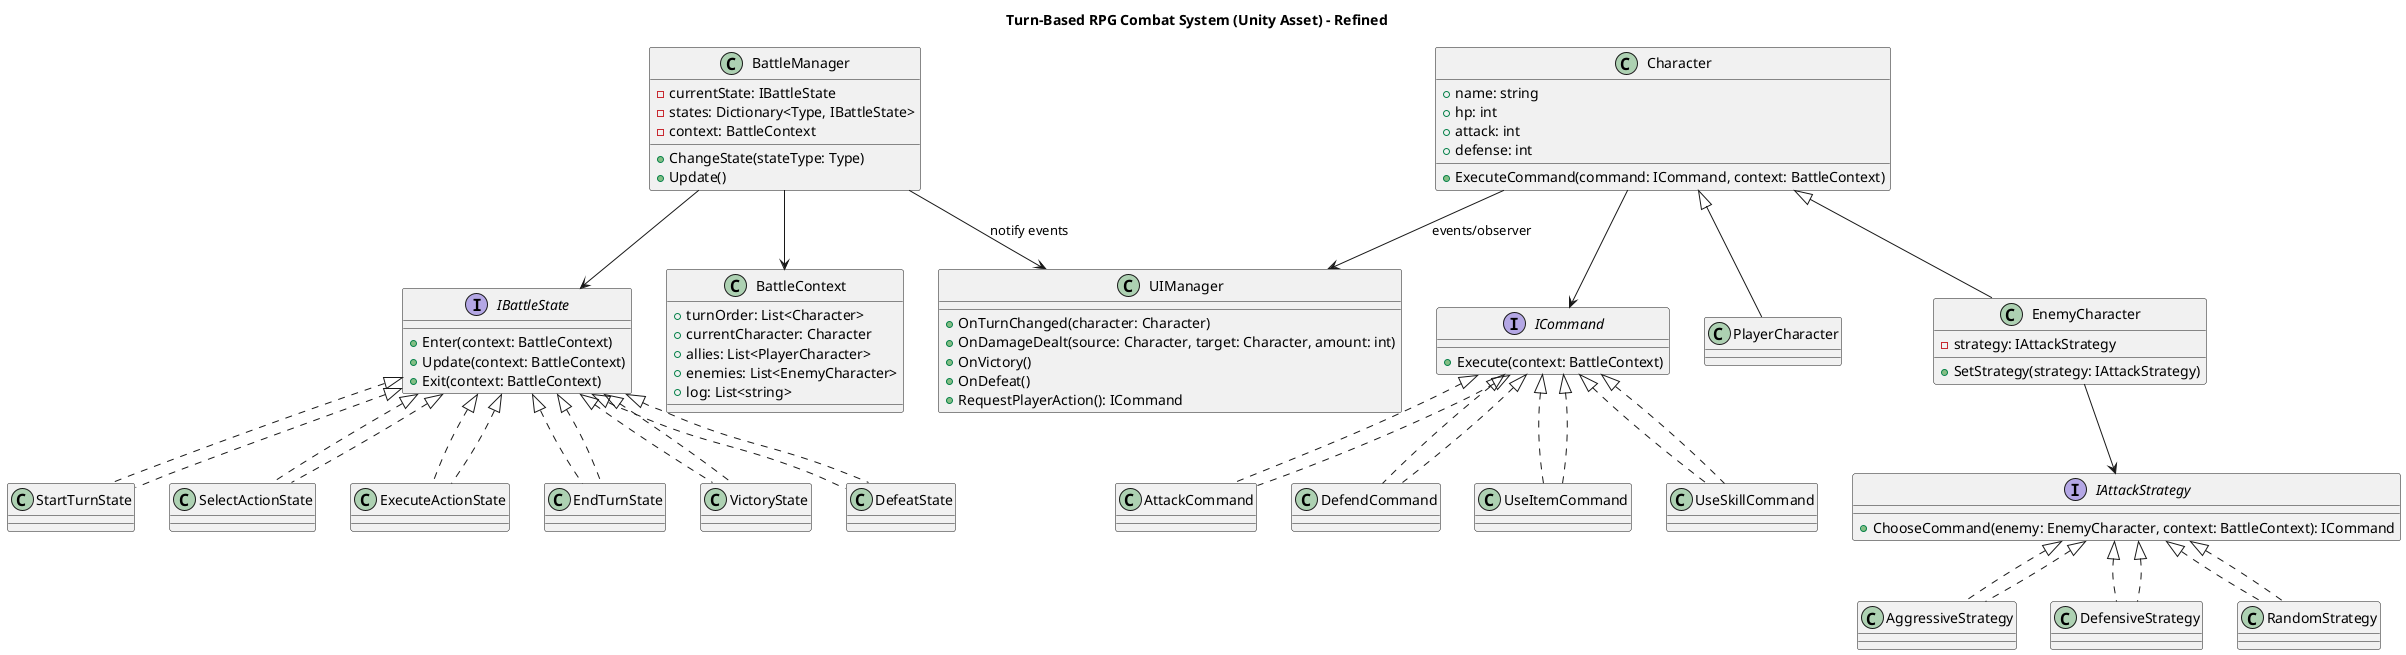 Turn-Based RPG Combat System (Unity Asset) - Refined
C BattleManager
currentState: IBattleState
states: Dictionary<Type, IBattleState>
context: BattleContext
ChangeState(stateType: Type)
Update()
C Character
name: string
hp: int
attack: int
defense: int
ExecuteCommand(command: ICommand, context: BattleContext)
notify events
events/observer
I IBattleState
Enter(context: BattleContext)
Update(context: BattleContext)
Exit(context: BattleContext)
C BattleContext
turnOrder: List<Character>
currentCharacter: Character
allies: List<PlayerCharacter>
enemies: List<EnemyCharacter>
log: List<string>
C UIManager
OnTurnChanged(character: Character)
OnDamageDealt(source: Character, target: Character, amount: int)
OnVictory()
OnDefeat()
RequestPlayerAction(): ICommand
I ICommand
Execute(context: BattleContext)
C PlayerCharacter
C EnemyCharacter
strategy: IAttackStrategy
SetStrategy(strategy: IAttackStrategy)
C StartTurnState
C SelectActionState
C ExecuteActionState
C EndTurnState
C VictoryState
C DefeatState
C AttackCommand
C DefendCommand
C UseItemCommand
C UseSkillCommand
I IAttackStrategy
ChooseCommand(enemy: EnemyCharacter, context: BattleContext): ICommand
C AggressiveStrategy
C DefensiveStrategy
C RandomStrategy